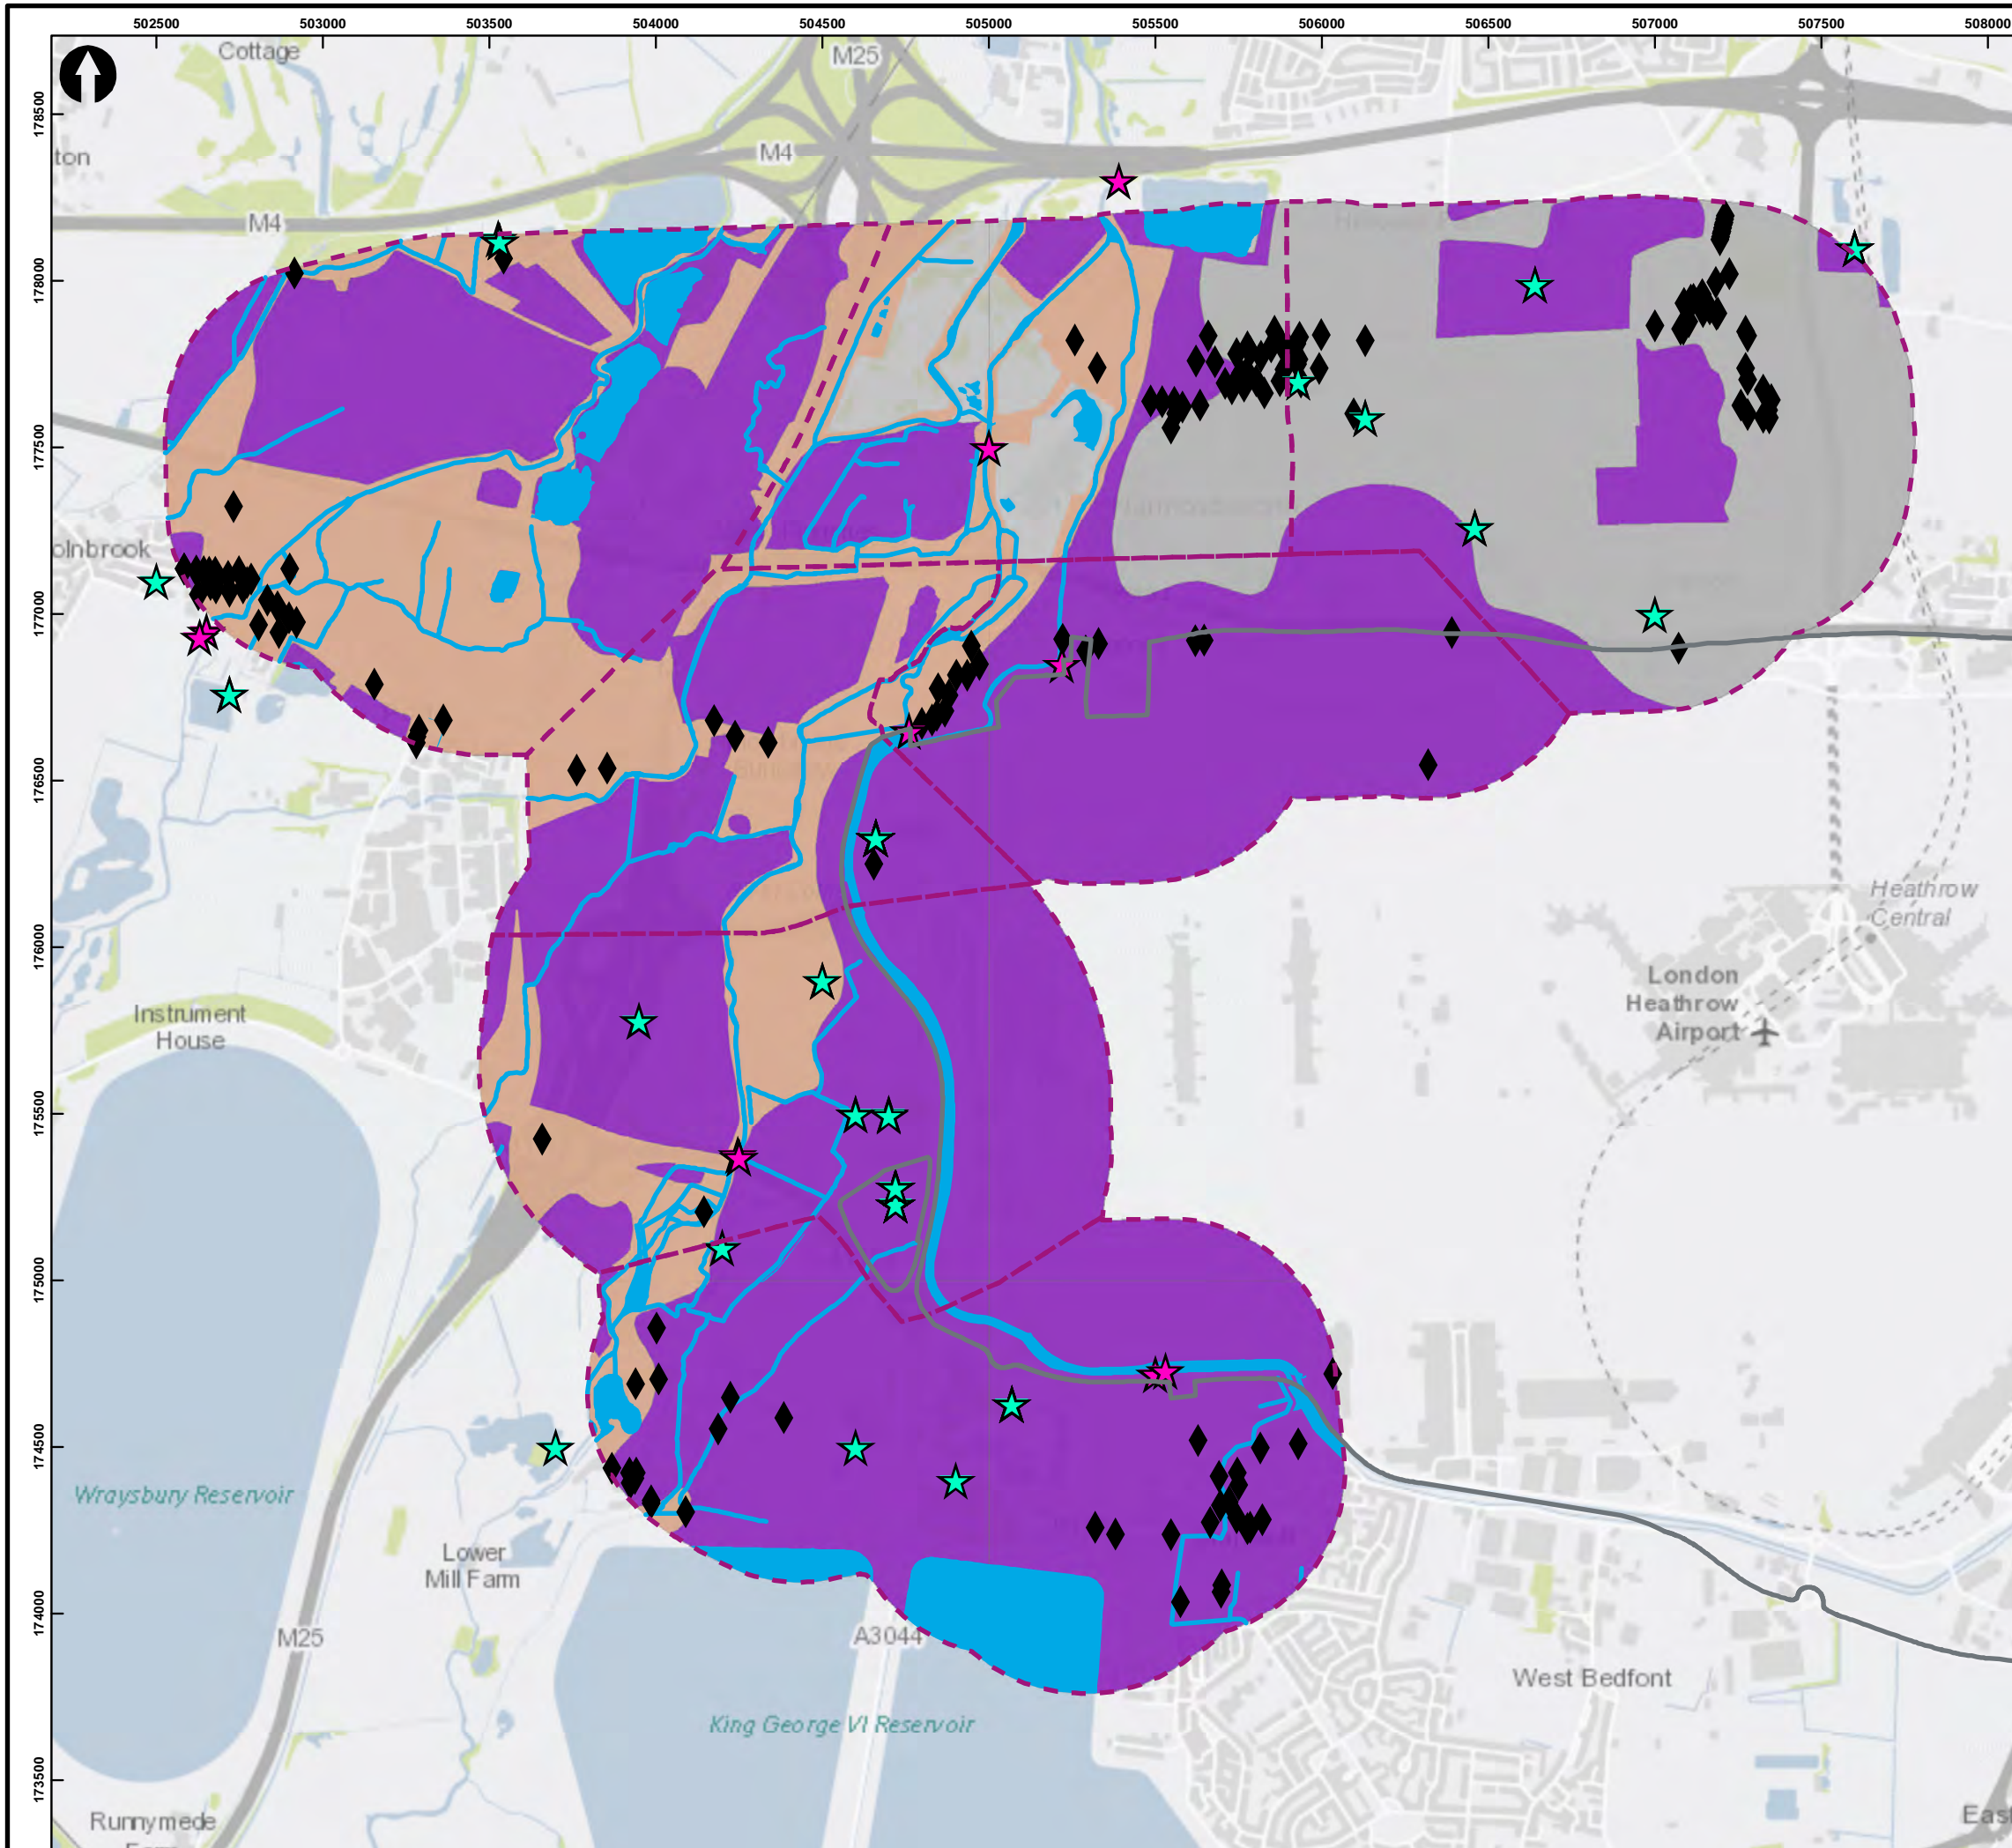 502500 503000 503500 504000 504500 505000 505500 506000 506500 507000 507500 508000
Cottage
M25
178500
M4
ton
M4
178000
177500
olnbrook
177000
176500
Heathrow
Central
176000
London
Heathrow
Airport
Instrument
House
175500
175000
174500
Wraysbury Reservoir
Lower
Mill Farm
174000
M25
A3044
West Bedfont
King George VI Reservoir
173500
Runnymede
East